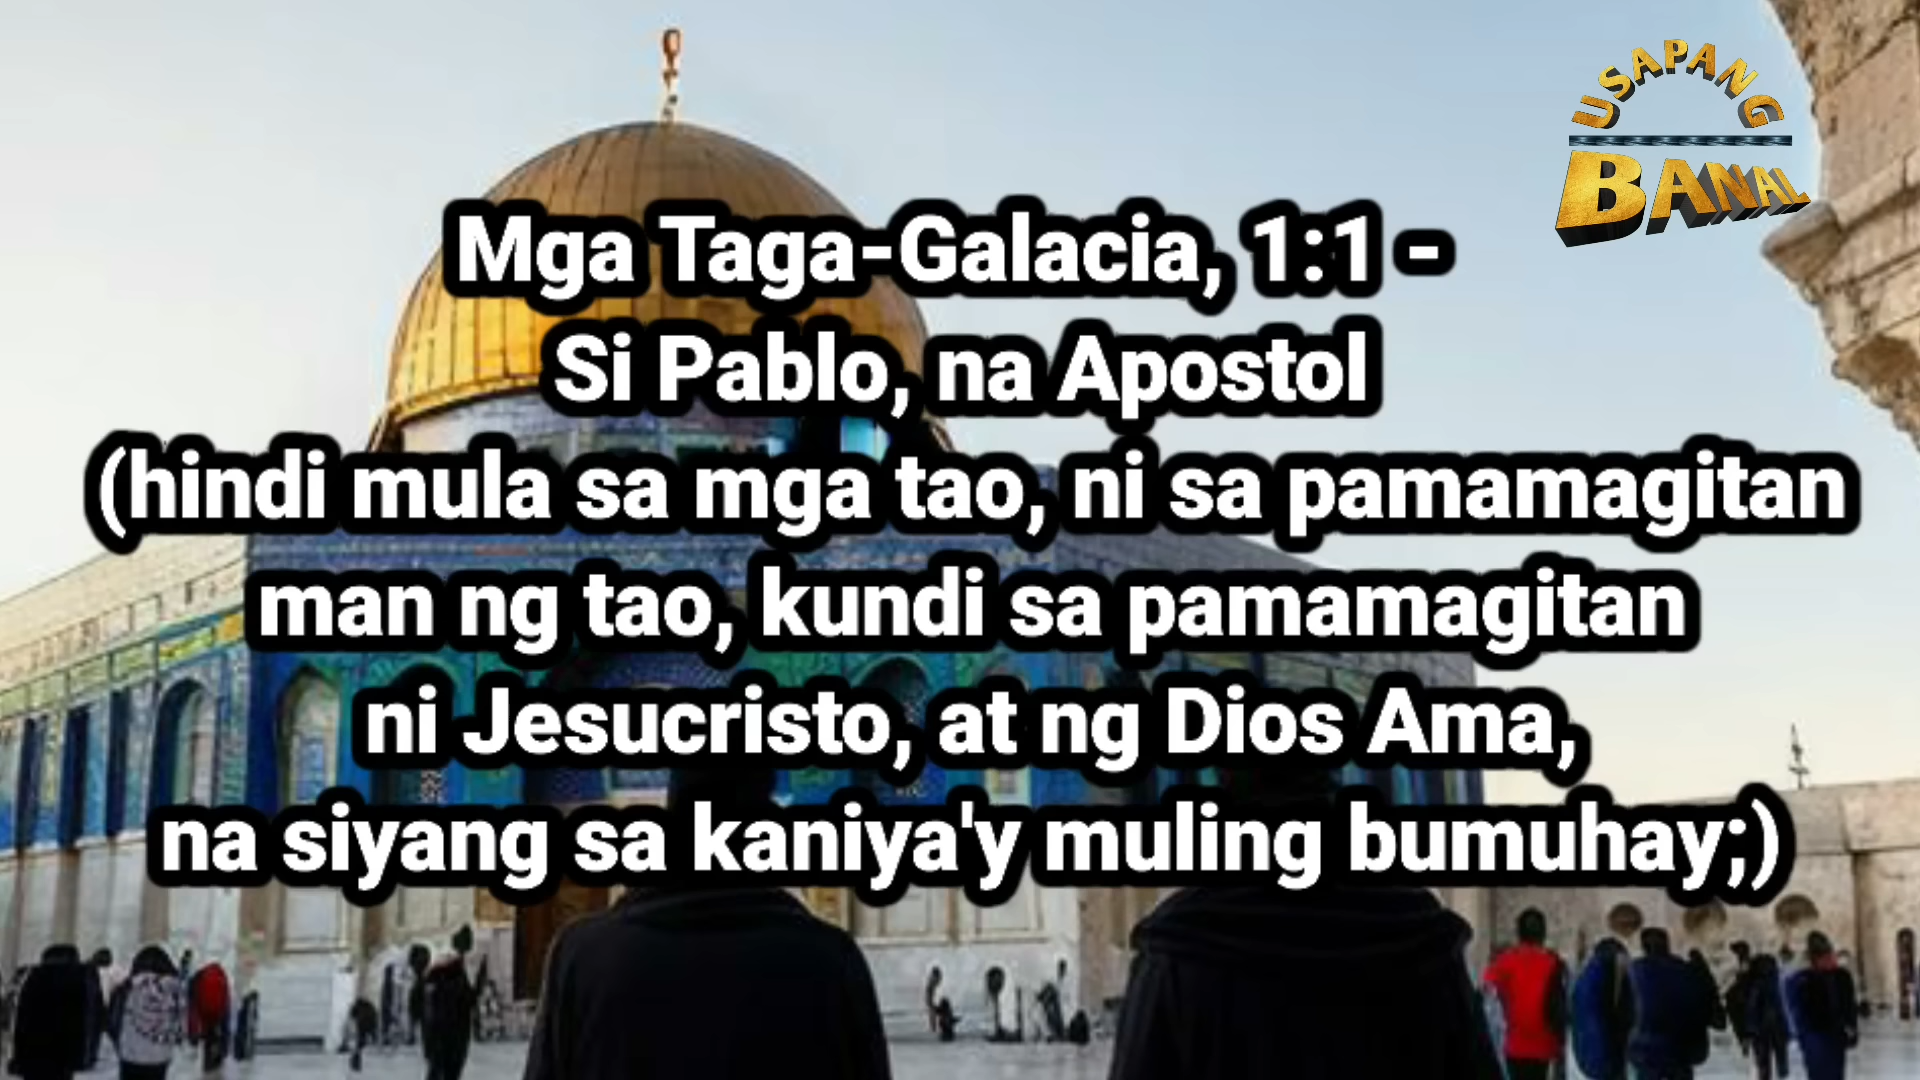 USAPANG
BANAL
Mga Taga-Galacia, 1:1 -
Si Pablo, na Apostol
(hindi mula sa mga tao, ni sa pamamagitan
man ng tao, kundi sa pamamagitan
ni Jesucristo, at ng Dios Ama,
na siyang sa kaniya'y muling bumuhay;)